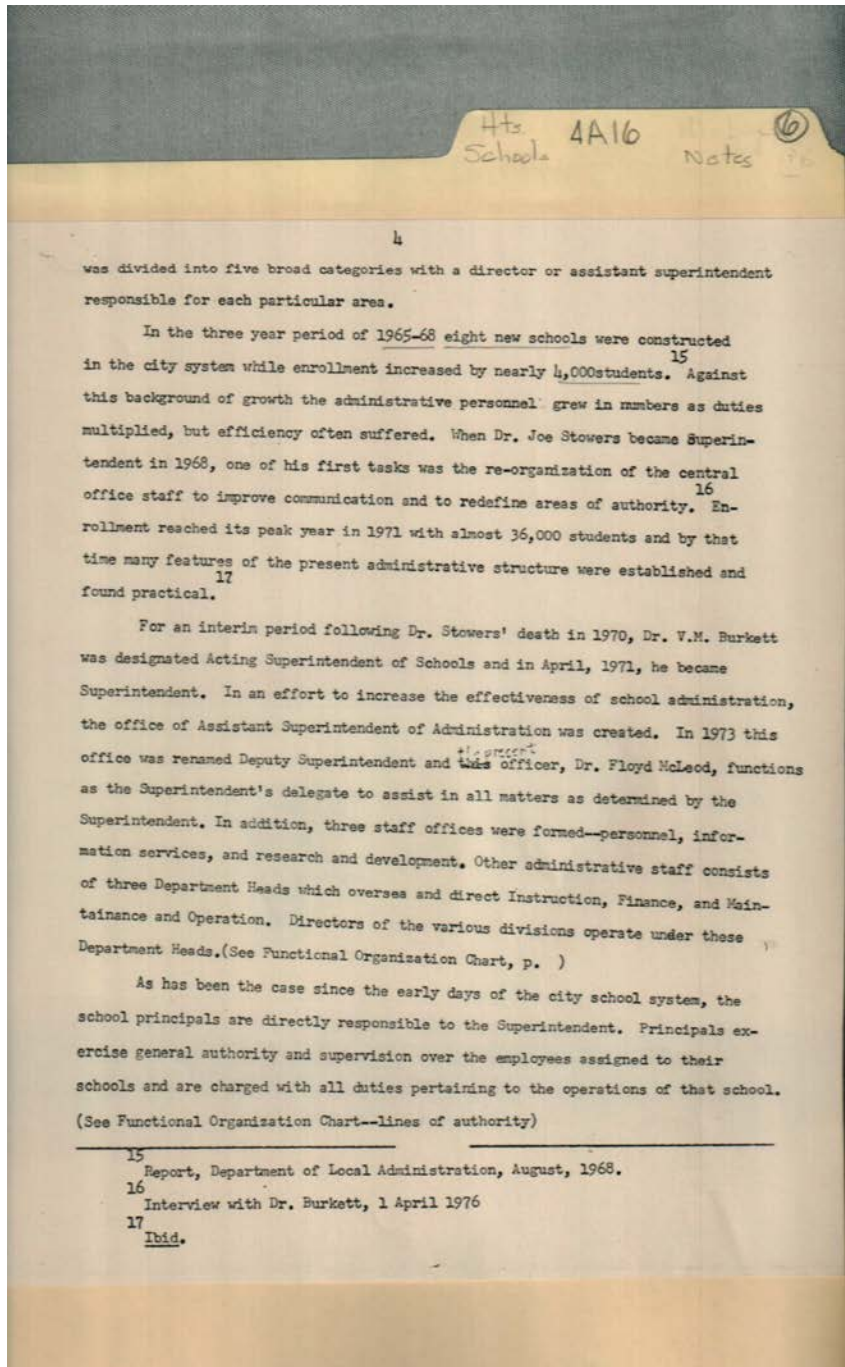 Hts. 4A16 6
Schools Notes
4
was divided into five broad categories with a director or assistant superintendent
responsible for each particular area.
In the three year period of 1965-68 eight new schools were constructed
in the city system while enrollment increased by nearly 4,000students.15 Against
this background of growth the administrative personnel grew in numbers as duties
multiplied, but efficiency often suffered. When Dr. Joe Stowers became Superin-
tendent in 1968, one of his first tasks was the re-organization of the central
office staff to improve communication and to redefine areas of authority.16 En-
rollment reached its peak year in 1971 with almost 36,000 students and by that
time many features of the present administrative structure were established and
found practical.17
For an interim period following Dr. Stowers' death in 1970, Dr. V.M. Burkett
was designated Acting Superintendent of Schools and in April, 1971, he became
Superintendent. In an effort to increase the effectiveness of school administration,
the office of Assistant Superintendent of Administration was created. In 1973 this
the present
office was renamed Deputy Superintendent and this officer, Dr. Floyd McLeod, functions
as the Superintendent's delegate to assist in all matters as determined by the
Superintendent. In addition, three staff offices were formed--personnel, infor-
mation services, and research and development. Other administrative staff consists
of three Department Heads which oversea and direct Instruction, Finance, and Main-
tainance and Operation. Directors of the various divisions operate under these
Department Heads.(See Functional Organization Chart, p. )
As has been the case since the early days of the city school system, the
school principals are directly responsible to the Superintendent. Principals ex-
ercise general authority and supervision over the employees assigned to their
schools and are charged with all duties pertaining to the operations of that school.
(See Functional Organization Chart--lines of authority)
15
Report, Department of Local Administration, August, 1968.
16
Interview with Dr. Burkett, 1 April 1976
17
Ibid.